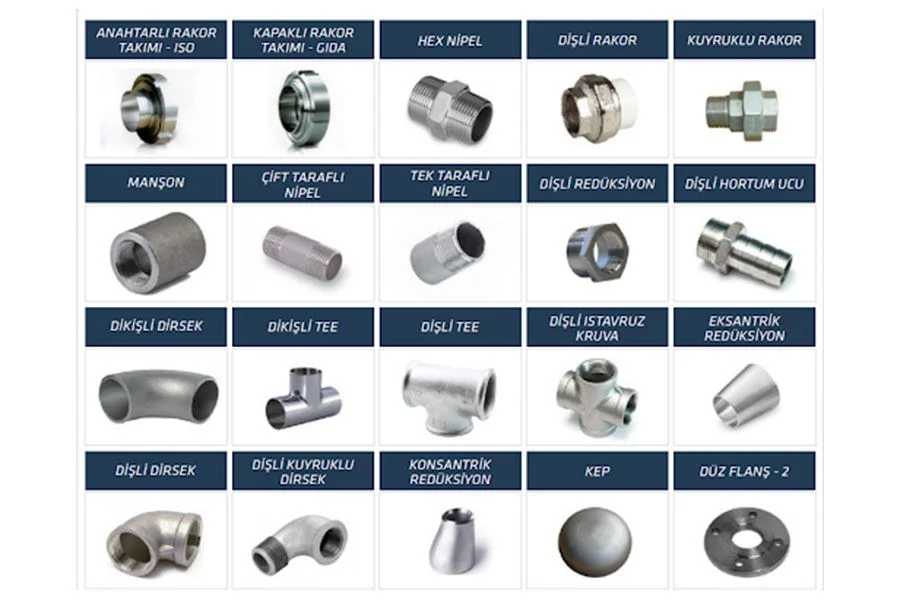 ANAHTARLI RAKOR
TAKIMI - ISO
KAPAKLI RAKOR
TAKIMI - GIDA
HEX NİPEL
DİŞLİ RAKOR
KUYRUKLU RAKOR
MANŞON
ÇİFT TARAFLI
NİPEL
TEK TARAFLI
NİPEL
DİŞLİ REDÜKSİYON
DİŞLİ HORTUM UCU
DİKİŞLİ DİRSEK
DİKİŞLİ TEE
DİŞLİ TEE
DİŞLİ ISTAVRUZ
KRUVA
EKSANTRİK
REDÜKSİYON
DİŞLİ DİRSEK
DİŞLİ KUYRUKLU
DİRSEK
KONSANTRİK
REDÜKSİYON
KEP
DÜZ FLANŞ - 2